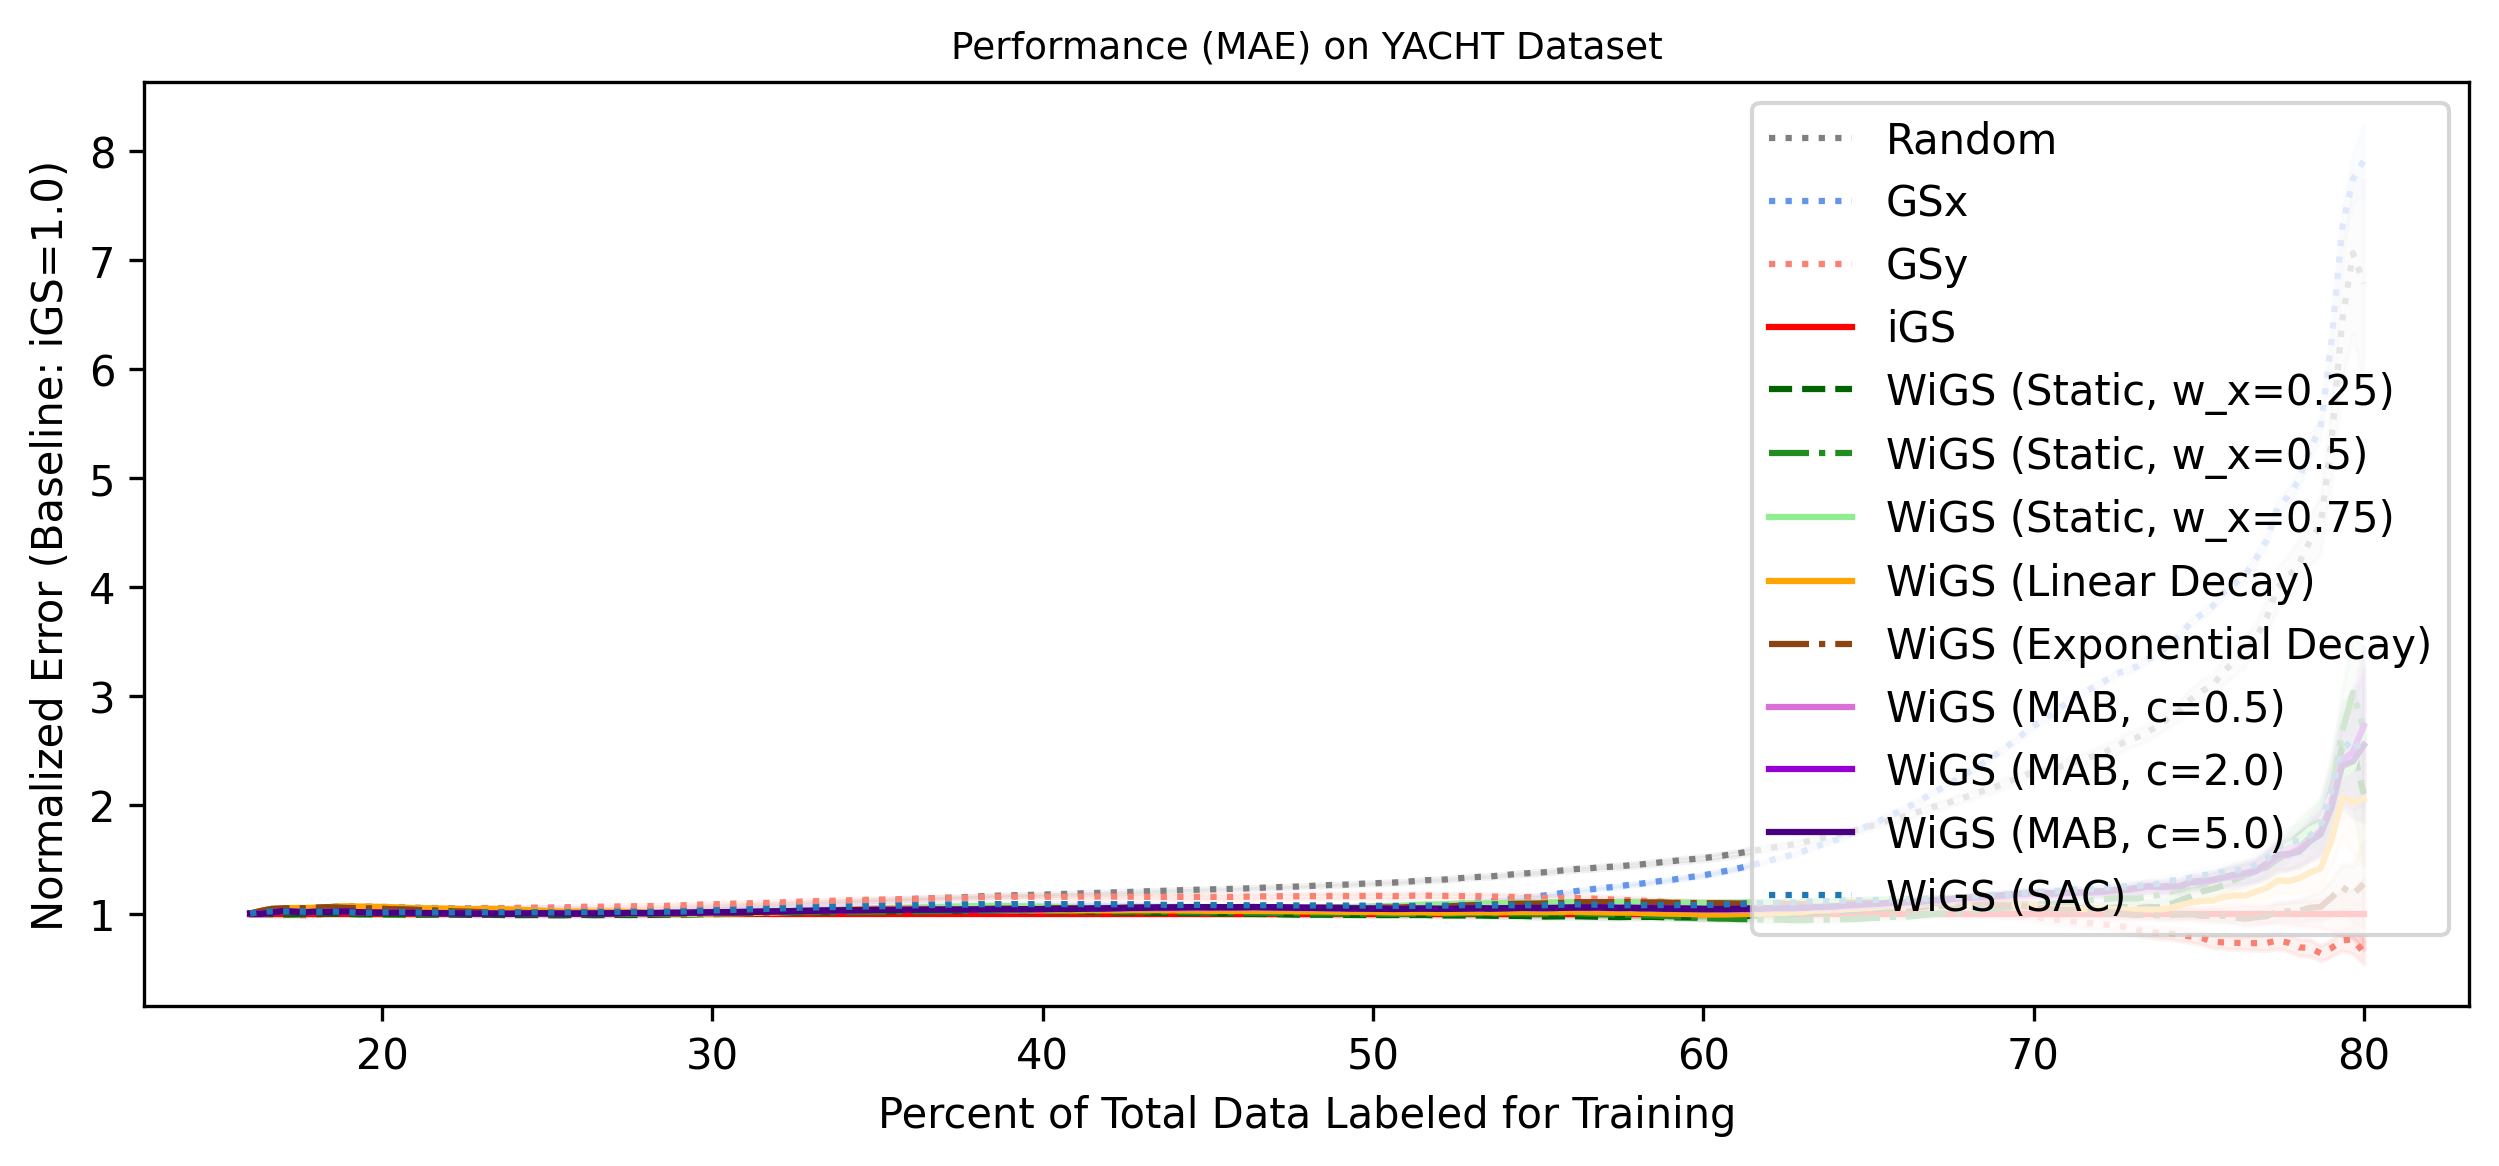 Performance (MAE) on YACHT Dataset
Normalized Error (Baseline: iGS=1.0)
8
7
6
5
4
3
2
1
Random
GSx
GSy
iGS
WiGS (Static, w_x=0.25)
WiGS (Static, w_x=0.5)
WiGS (Static, w_x=0.75)
WiGS (Linear Decay)
WiGS (Exponential Decay)
WiGS (MAB, c=0.5)
WiGS (MAB, c=2.0)
WiGS (MAB, c=5.0)
WiGS (SAC)
20 30 40 50 60 70 80
Percent of Total Data Labeled for Training